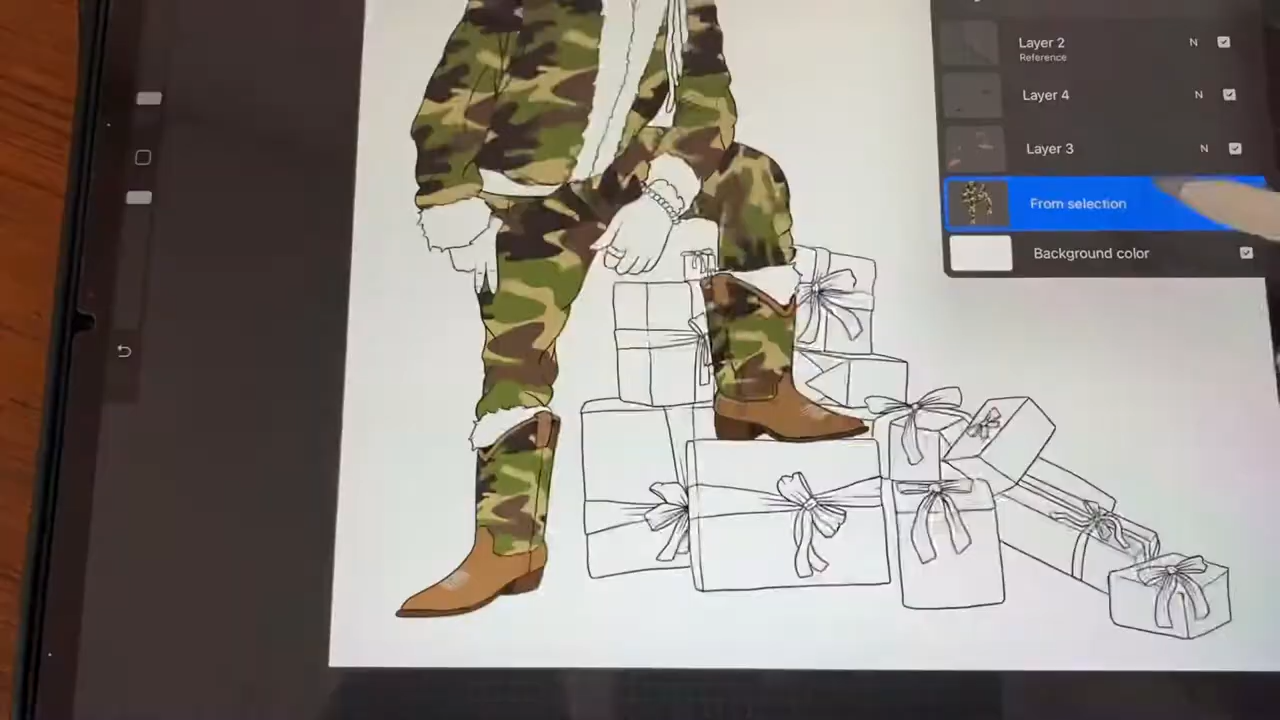 Layer 2
N
Reference
Layer 4
N
Layer 3
N
From selection
Background color